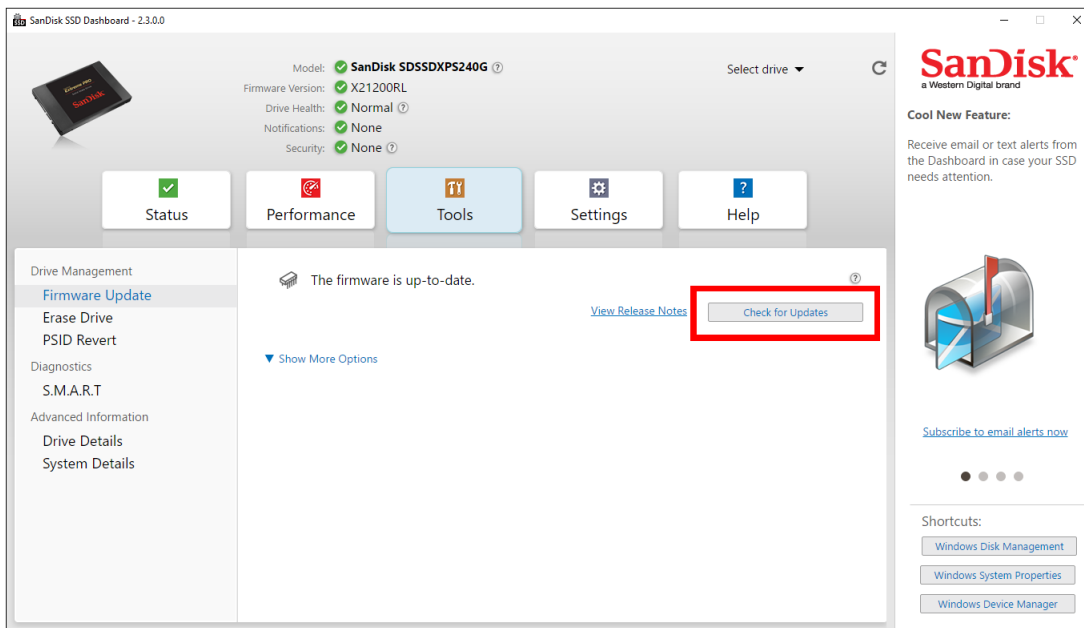 SanDisk SSD Dashboard - 2.3.0.0
Extreme PRO
SanDisk
Model: SanDisk SDSSDXPS240G ?
Firmware Version: X21200RL
Drive Health: Normal ?
Notifications: None
Security: None ?
Select drive
SanDisk
a Western Digital brand
Cool New Feature:
Receive email or text alerts from
the Dashboard in case your SSD
needs attention.
Status
Performance
Tools
Settings
?
Help
Drive Management
Firmware Update
Erase Drive
PSID Revert
Diagnostics
S.M.A.R.T
Advanced Information
Drive Details
System Details
The firmware is up-to-date.
?
View Release Notes
Check for Updates
Show More Options
Subscribe to email alerts now
Shortcuts:
Windows Disk Management
Windows System Properties
Windows Device Manager